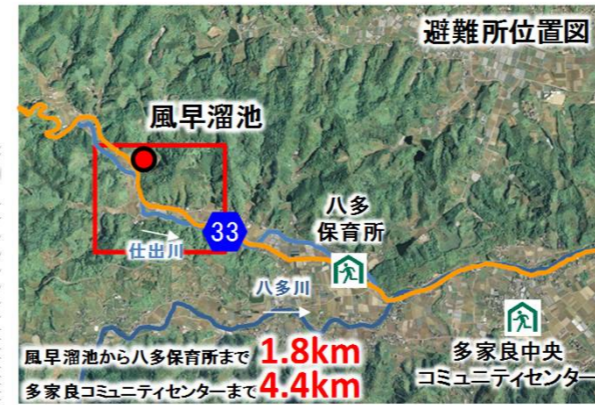 避難所位置図
風早溜池
八多
保育所
33
仕出川
八多川
風早溜池から八多保育所まで 1.8km
多家良コミュニティセンターまで 4.4km
多家良中央
コミュニティセンター